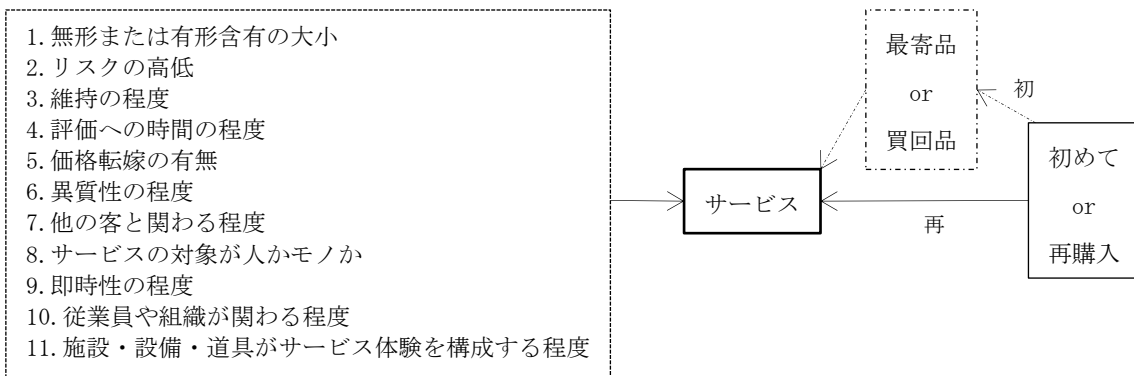 1.無形または有形含有の大小
2.リスクの高低
3.維持の程度
4.評価への時間の程度
5.価格転嫁の有無
6.異質性の程度
7.他の客と関わる程度
8.サービスの対象が人かモノか
9.即時性の程度
10.従業員や組織が関わる程度
11.施設・設備・道具がサービス体験を構成する程度
サービス
最寄品
or
買回品
初
再
初めて
or
再購入